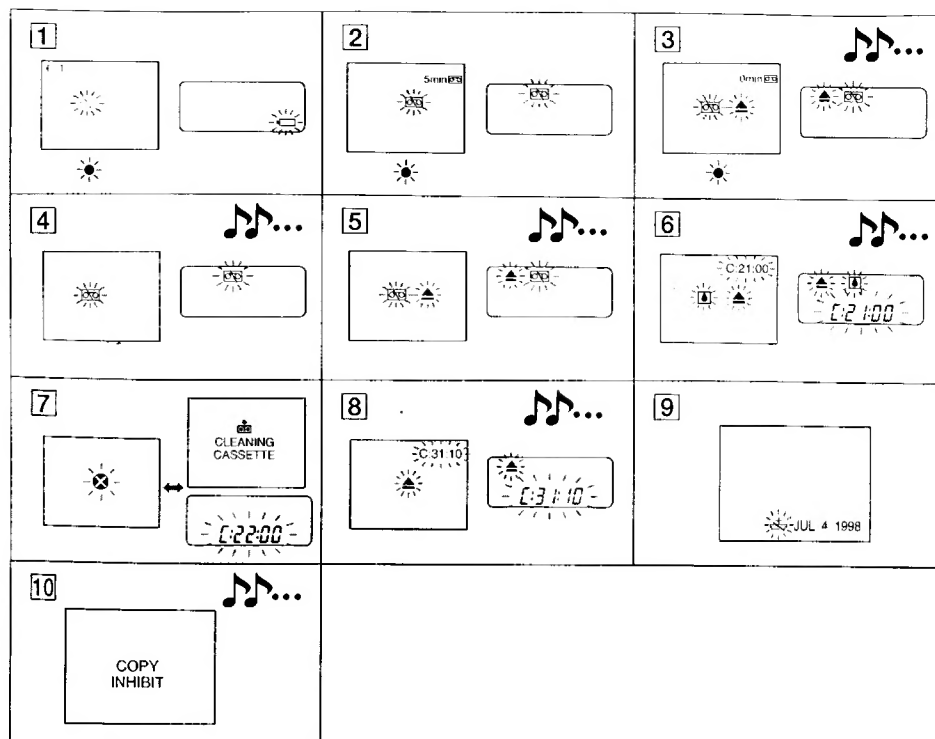 1
2
5min
3
0min
4
5
6
C:21:00
C:21:00
7
CLEANING
CASSETTE
C:22:00
8
C:31:10
C:31:10
9
JUL 4 1998
10
COPY
INHIBIT